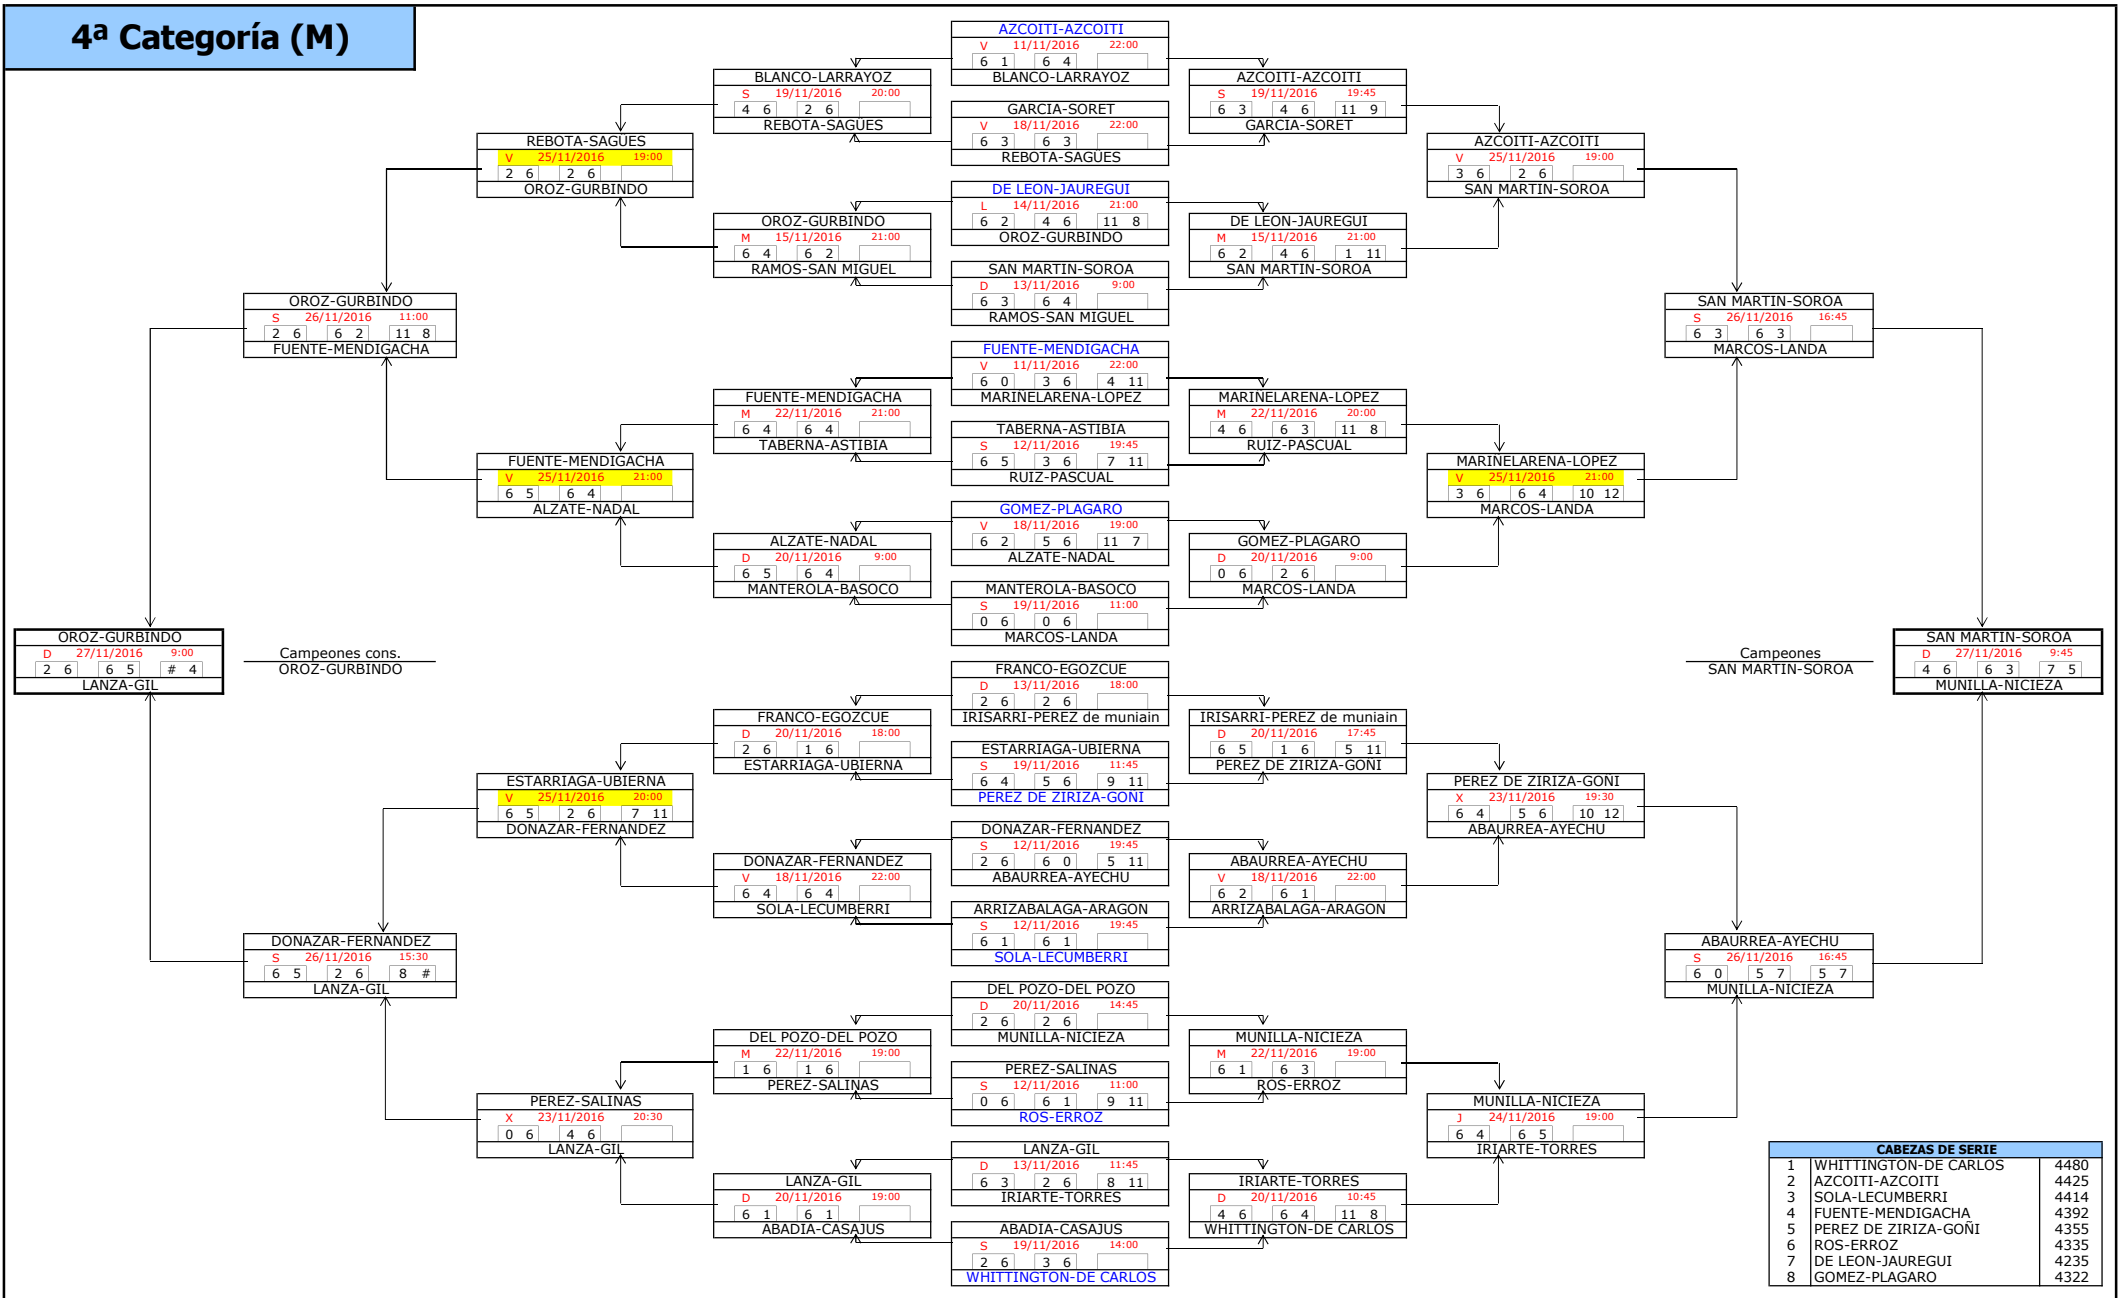 4ª Categoría (M)
OROZ-GURBINDO
D 27/11/2016 9:00
2 6 6 5 # 4
LANZA-GIL
Campeones cons.
OROZ-GURBINDO
OROZ-GURBINDO
S 26/11/2016 11:00
2 6 6 2 11 8
FUENTE-MENDIGACHA
DONAZAR-FERNANDEZ
S 26/11/2016 15:30
6 5 2 6 8 #
LANZA-GIL
REBOTA-SAGÜES
V 25/11/2016 19:00
2 6 2 6
OROZ-GURBINDO
FUENTE-MENDIGACHA
V 25/11/2016 21:00
6 5 6 4
ALZATE-NADAL
ESTARRIAGA-UBIERNA
V 25/11/2016 20:00
6 5 2 6 7 11
DONAZAR-FERNANDEZ
PEREZ-SALINAS
X 23/11/2016 20:30
0 6 4 6
LANZA-GIL
BLANCO-LARRAYOZ
S 19/11/2016 20:00
4 6 2 6
REBOTA-SAGÜES
OROZ-GURBINDO
M 15/11/2016 21:00
6 4 6 2
RAMOS-SAN MIGUEL
FUENTE-MENDIGACHA
M 22/11/2016 21:00
6 4 6 4
TABERNA-ASTIBIA
ALZATE-NADAL
D 20/11/2016 9:00
6 5 6 4
MANTEROLA-BASOCO
FRANCO-EGOZCUE
D 20/11/2016 18:00
2 6 1 6
ESTARRIAGA-UBIERNA
DONAZAR-FERNANDEZ
V 18/11/2016 22:00
6 4 6 4
SOLA-LECUMBERRI
DEL POZO-DEL POZO
M 22/11/2016 19:00
1 6 1 6
PEREZ-SALINAS
LANZA-GIL
D 20/11/2016 19:00
6 1 6 1
ABADIA-CASAJUS
AZCOITI-AZCOITI
V 11/11/2016 22:00
6 1 6 4
BLANCO-LARRAYOZ
GARCIA-SORET
V 18/11/2016 22:00
6 3 6 3
REBOTA-SAGÜES
DE LEON-JAUREGUI
L 14/11/2016 21:00
6 2 4 6 11 8
OROZ-GURBINDO
SAN MARTIN-SOROA
D 13/11/2016 9:00
6 3 6 4
RAMOS-SAN MIGUEL
FUENTE-MENDIGACHA
V 11/11/2016 22:00
6 0 3 6 4 11
MARIÑELARENA-LOPEZ
TABERNA-ASTIBIA
S 12/11/2016 19:45
6 5 3 6 7 11
RUIZ-PASCUAL
GOMEZ-PLAGARO
V 18/11/2016 19:00
6 2 5 6 11 7
ALZATE-NADAL
MANTEROLA-BASOCO
S 19/11/2016 11:00
0 6 0 6
MARCOS-LANDA
FRANCO-EGOZCUE
D 13/11/2016 18:00
2 6 2 6
IRISARRI-PEREZ de muniain
ESTARRIAGA-UBIERNA
S 19/11/2016 11:45
6 4 5 6 9 11
PEREZ DE ZIRIZA-GOÑI
DONAZAR-FERNANDEZ
S 12/11/2016 19:45
2 6 6 0 5 11
ABAURREA-AYECHU
ARRIZABALAGA-ARAGON
S 12/11/2016 19:45
6 1 6 1
SOLA-LECUMBERRI
DEL POZO-DEL POZO
D 20/11/2016 14:45
2 6 2 6
MUNILLA-NICIEZA
PEREZ-SALINAS
S 12/11/2016 11:00
0 6 6 1 9 11
ROS-ERROZ
LANZA-GIL
D 13/11/2016 11:45
6 3 2 6 8 11
IRIARTE-TORRES
ABADIA-CASAJUS
S 19/11/2016 14:00
2 6 3 6
WHITTINGTON-DE CARLOS
AZCOITI-AZCOITI
S 19/11/2016 19:45
6 3 4 6 11 9
GARCIA-SORET
DE LEON-JAUREGUI
M 15/11/2016 21:00
6 2 4 6 1 11
SAN MARTIN-SOROA
MARIÑELARENA-LOPEZ
M 22/11/2016 20:00
4 6 6 3 11 8
RUIZ-PASCUAL
GOMEZ-PLAGARO
D 20/11/2016 9:00
0 6 2 6
MARCOS-LANDA
IRISARRI-PEREZ de muniain
D 20/11/2016 17:45
6 5 1 6 5 11
PEREZ DE ZIRIZA-GOÑI
ABAURREA-AYECHU
V 18/11/2016 22:00
6 2 6 1
ARRIZABALAGA-ARAGON
MUNILLA-NICIEZA
M 22/11/2016 19:00
6 1 6 3
ROS-ERROZ
IRIARTE-TORRES
D 20/11/2016 10:45
4 6 6 4 11 8
WHITTINGTON-DE CARLOS
AZCOITI-AZCOITI
V 25/11/2016 19:00
3 6 2 6
SAN MARTIN-SOROA
MARIÑELARENA-LOPEZ
V 25/11/2016 21:00
3 6 6 4 10 12
MARCOS-LANDA
PEREZ DE ZIRIZA-GOÑI
X 23/11/2016 19:30
6 4 5 6 10 12
ABAURREA-AYECHU
MUNILLA-NICIEZA
J 24/11/2016 19:00
6 4 6 5
IRIARTE-TORRES
SAN MARTIN-SOROA
S 26/11/2016 16:45
6 3 6 3
MARCOS-LANDA
ABAURREA-AYECHU
S 26/11/2016 16:45
6 0 5 7 5 7
MUNILLA-NICIEZA
Campeones
SAN MARTIN-SOROA
SAN MARTIN-SOROA
D 27/11/2016 9:45
4 6 6 3 7 5
MUNILLA-NICIEZA
CABEZAS DE SERIE
1 WHITTINGTON-DE CARLOS 4480
2 AZCOITI-AZCOITI 4425
3 SOLA-LECUMBERRI 4414
4 FUENTE-MENDIGACHA 4392
5 PEREZ DE ZIRIZA-GOÑI 4355
6 ROS-ERROZ 4335
7 DE LEON-JAUREGUI 4235
8 GOMEZ-PLAGARO 4322